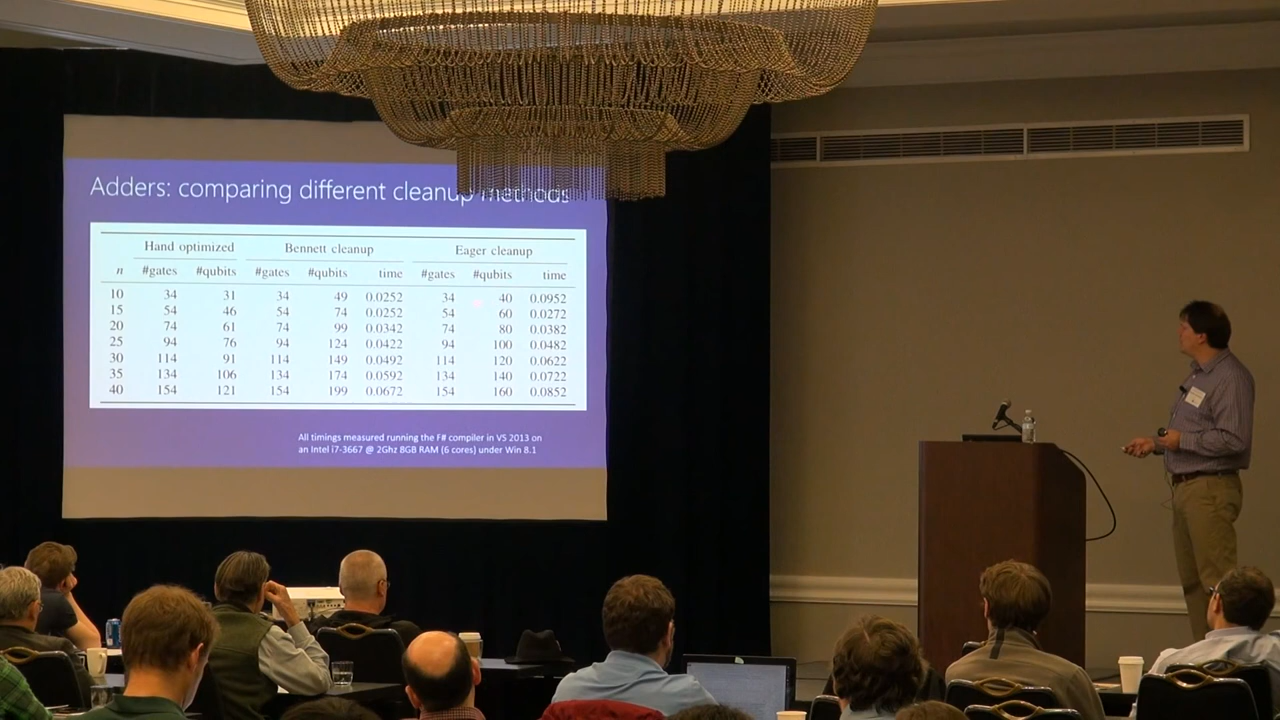 Adders: comparing different cleanup methods
Hand optimized Bennett cleanup Eager cleanup
n #gates #qubits #gates #qubits time #gates #qubits time
10 34 31 34 49 0.0252 34 40 0.0952
15 54 46 54 74 0.0252 54 60 0.0272
20 74 61 74 99 0.0342 74 80 0.0382
25 94 76 94 124 0.0422 94 100 0.0482
30 114 91 114 149 0.0492 114 120 0.0622
35 134 106 134 174 0.0592 134 140 0.0722
40 154 121 154 199 0.0672 154 160 0.0852
All timings measured running the F# compiler in VS 2013 on
an Intel i7-3667 @ 2Ghz 8GB RAM (6 cores) under Win 8.1